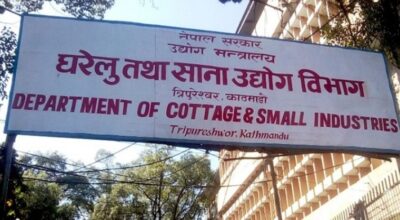 नेपाल सरकार
उद्योग मन्त्रालय
घरेलु तथा साना उद्योग विभाग
त्रिपुरेश्वर, काठमाडौं
DEPARTMENT OF COTTAGE & SMALL INDUSTRIES
Tripureshwor, Kathmandu